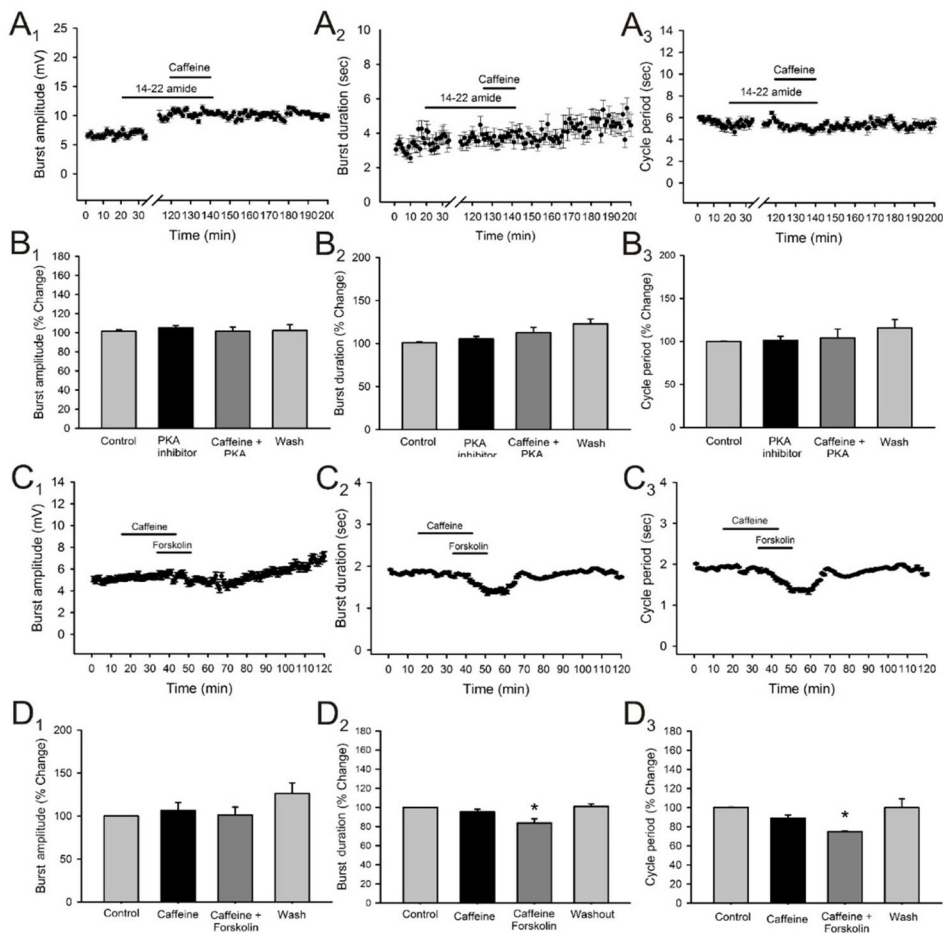 A1
Burst amplitude (mV)
25
20
15
10
5
0
Caffeine
14-22 amide
0 10 20 30 120 130 140 150 160 170 180 190 200
Time (min)
A2
Burst duration (sec)
10
8
6
4
2
0
Caffeine
14-22 amide
0 10 20 30 120 130 140 150 160 170 180 190 200
Time (min)
A3
Cycle period (sec)
14
12
10
8
6
4
2
0
Caffeine
14-22 amide
0 10 20 30 120 130 140 150 160 170 180 190 200
Time (min)
B1
Burst amplitude (% Change)
180
160
140
120
100
80
60
40
20
0
Control PKA inhibitor Caffeine + PKA Wash
B2
Burst duration (% Change)
200
150
100
50
0
Control PKA inhibitor Caffeine + PKA Wash
B3
Cycle period (% Change)
200
150
100
50
0
Control PKA inhibitor Caffeine + PKA Wash
C1
Burst amplitude (mV)
14
12
10
8
6
4
2
0
Caffeine
Forskolin
0 10 20 30 40 50 60 70 80 90 100 110 120
Time (min)
C2
Burst duration (sec)
4
3
2
1
0
Caffeine
Forskolin
0 10 20 30 40 50 60 70 80 90 100 110 120
Time (min)
C3
Cycle period (sec)
4
3
2
1
0
Caffeine
Forskolin
0 10 20 30 40 50 60 70 80 90 100 110 120
Time (min)
D1
Burst amplitude (% Change)
200
150
100
50
0
Control Caffeine Caffeine + Forskolin Wash
D2
Burst duration (% Change)
180
160
140
120
100
80
60
40
20
0
*
Control Caffeine Caffeine Forskolin Washout
D3
Cycle period (% Change)
180
160
140
120
100
80
60
40
20
0
*
Control Caffeine Caffeine + Forskolin Wash